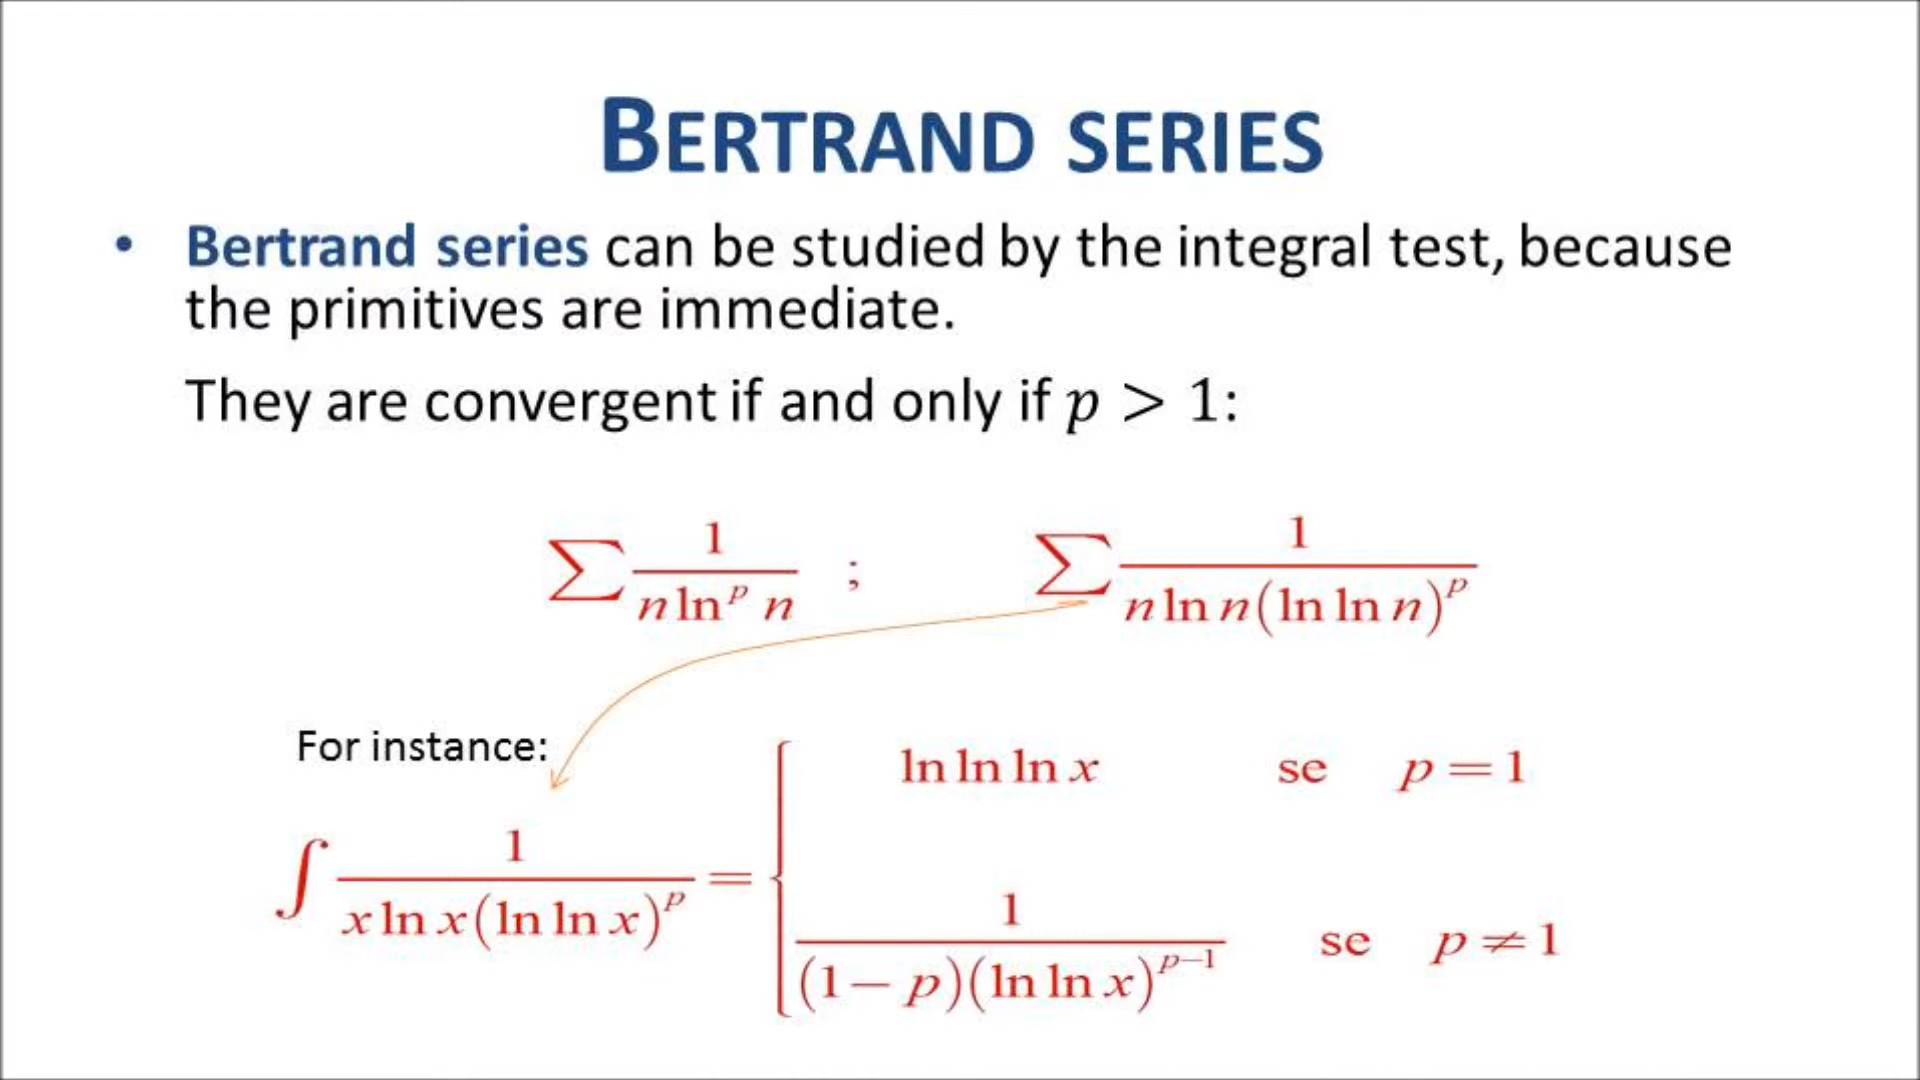 BERTRAND SERIES
• Bertrand series can be studied by the integral test, because
the primitives are immediate.
They are convergent if and only if p > 1:
∑ 1/(n ln^p n) ; ∑ 1/(n ln n(ln ln n)^p)
For instance:
∫ 1/(x ln x(ln ln x)^p) = { ln ln ln x se p = 1
1/((1 − p)(ln ln x)^(p−1)) se p ≠ 1